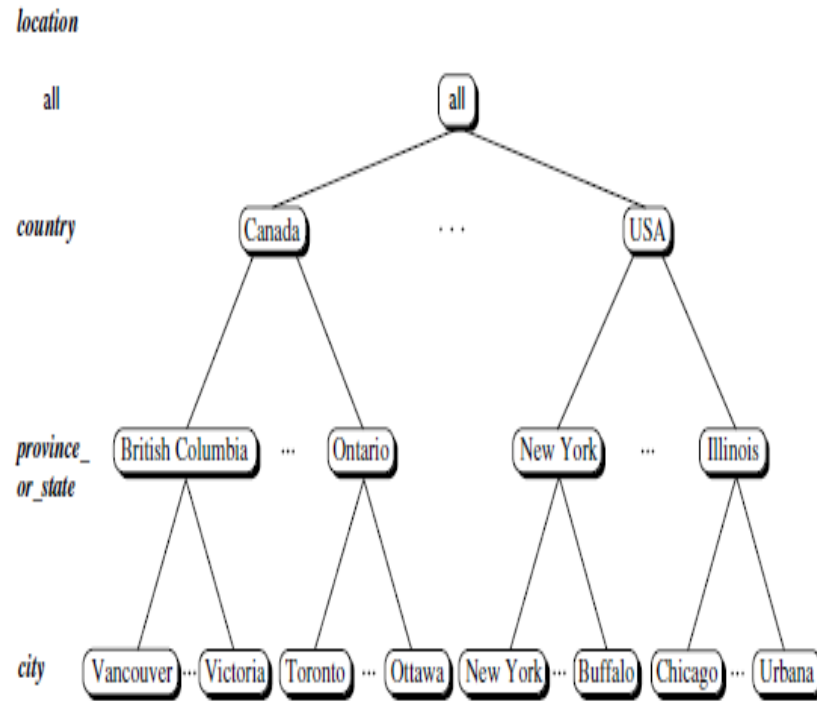 location
all all
country Canada ... USA
province_
or_state British Columbia ... Ontario New York ... Illinois
city Vancouver ... Victoria Toronto ... Ottawa New York ... Buffalo Chicago ... Urbana